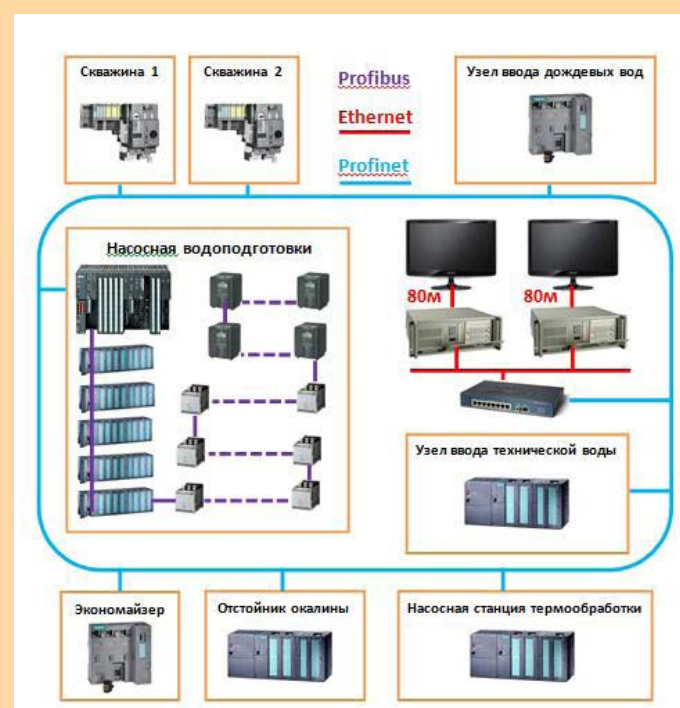 Скважина 1
Скважина 2
Profibus
Ethernet
Profinet
Узел ввода дождевых вод
Насосная водоподготовки
80м
80м
Узел ввода технической воды
Экономайзер
Отстойник окалины
Насосная станция термообработки